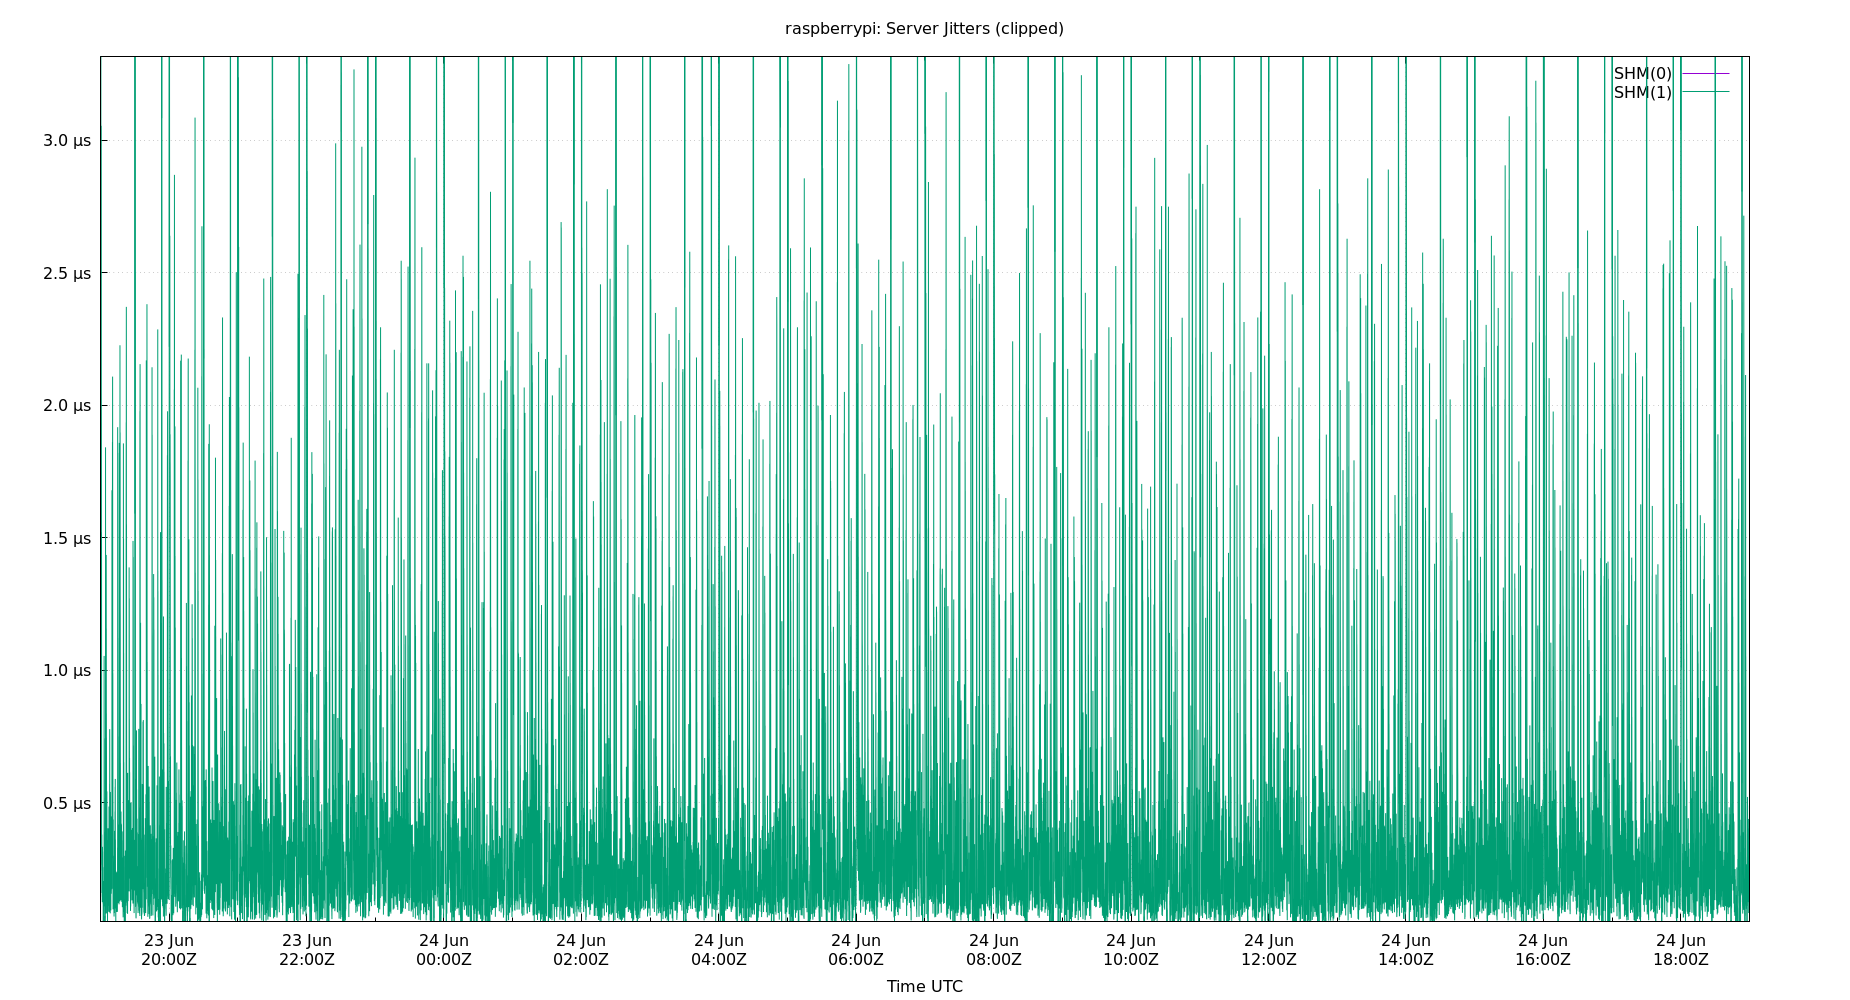 raspberrypi: Server Jitters (clipped)
SHM(0)
SHM(1)
3.0 µs
2.5 µs
2.0 µs
1.5 µs
1.0 µs
0.5 µs
23 Jun 23 Jun 24 Jun 24 Jun 24 Jun 24 Jun 24 Jun 24 Jun 24 Jun 24 Jun 24 Jun 24 Jun
20:00Z 22:00Z 00:00Z 02:00Z 04:00Z 06:00Z 08:00Z 10:00Z 12:00Z 14:00Z 16:00Z 18:00Z
Time UTC